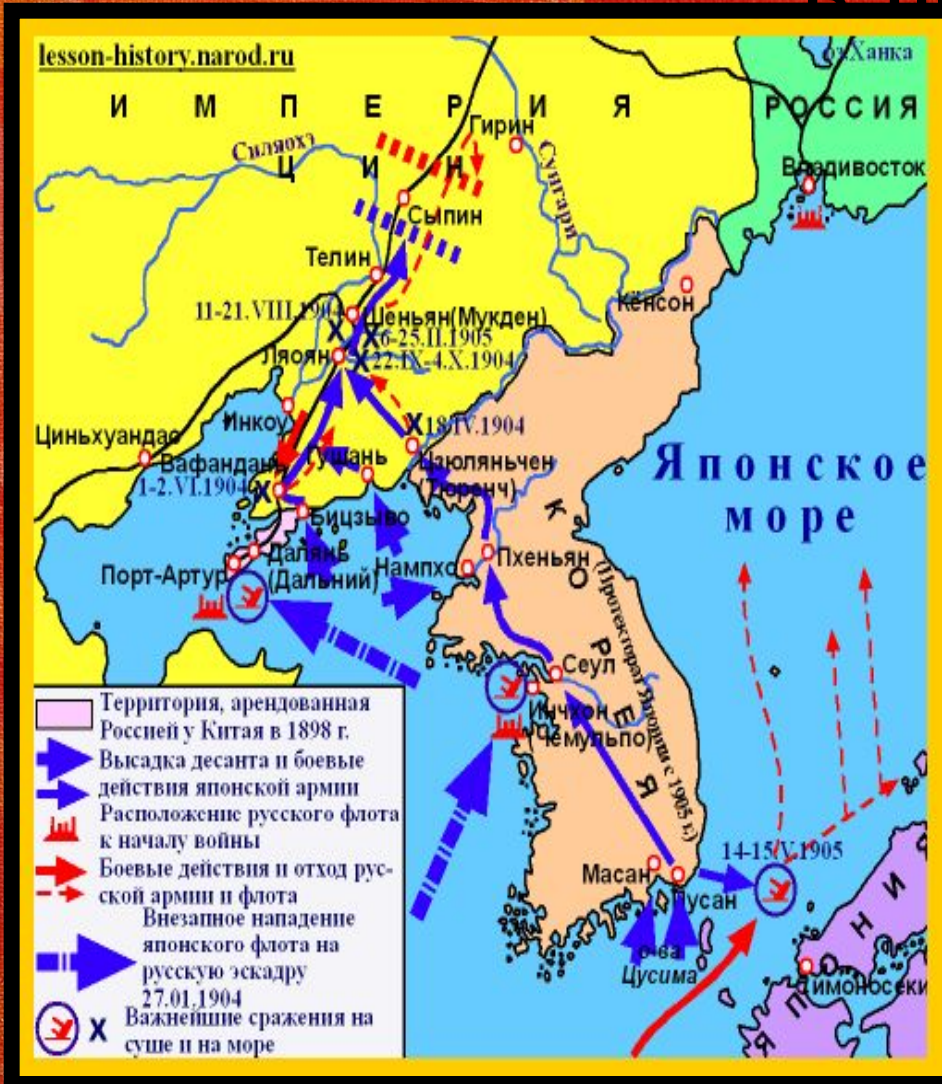 lesson-history.narod.ru
оз.Ханка
И М П Е Р И Я
РОССИЯ
Гирин
Силяохэ
Ц И Н
Сунгари
Владивосток
Сыпин
Телин
Кёнсон
11-21.VIII.1904
Шеньян(Мукден)
6-25.II.1905
Ляоян
22.IX-4.X.1904
Инкоу
18.IV.1904
Циньхуандао
Вафандань
Гушань
Цзюляньчен
(Тюренч)
1-2.VI.1904
Японское
море
Бицзыво
Далянь
(Дальний)
Порт-Артур
Нампхо
Пхеньян
К О Р Е Я
(Протекторат Японии с 1905 г.)
Сеул
Инчхон
Чемульпо)
14-15.V.1905
Масан
Пусан
о-ва
Цусима
Симоносеки
Я П О Н И
Территория, арендованная
Россией у Китая в 1898 г.
Высадка десанта и боевые
действия японской армии
Расположение русского флота
к началу войны
Боевые действия и отход рус-
ской армии и флота
Внезапное нападение
японского флота на
русскую эскадру
27.01.1904
X Важнейшие сражения на
суше и на море